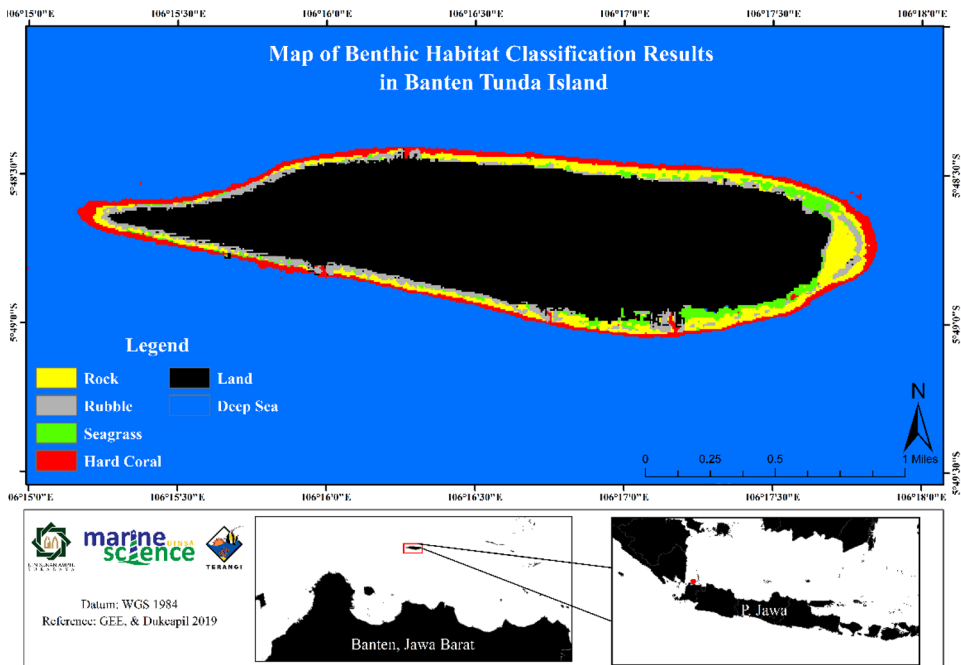 106°15'0"E 106°15'30"E 106°16'0"E 106°16'30"E 106°17'0"E 106°17'30"E 106°18'0"E
Map of Benthic Habitat Classification Results
in Banten Tunda Island
5°48'30"S 5°48'30"S
5°49'0"S 5°49'0"S
5°49'30"S
Legend
Rock Land
Rubble Deep Sea
Seagrass
Hard Coral
N
0 0.25 0.5 1 Miles
06°15'0"E 106°15'30"E 106°16'0"E 106°16'30"E 106°17'0"E 106°17'30"E 106°18'0"E
marine
UINSA
science
TERANGI
Datum: WGS 1984
Reference: GEE, & Dukcapil 2019
Banten, Jawa Barat
P. Jawa